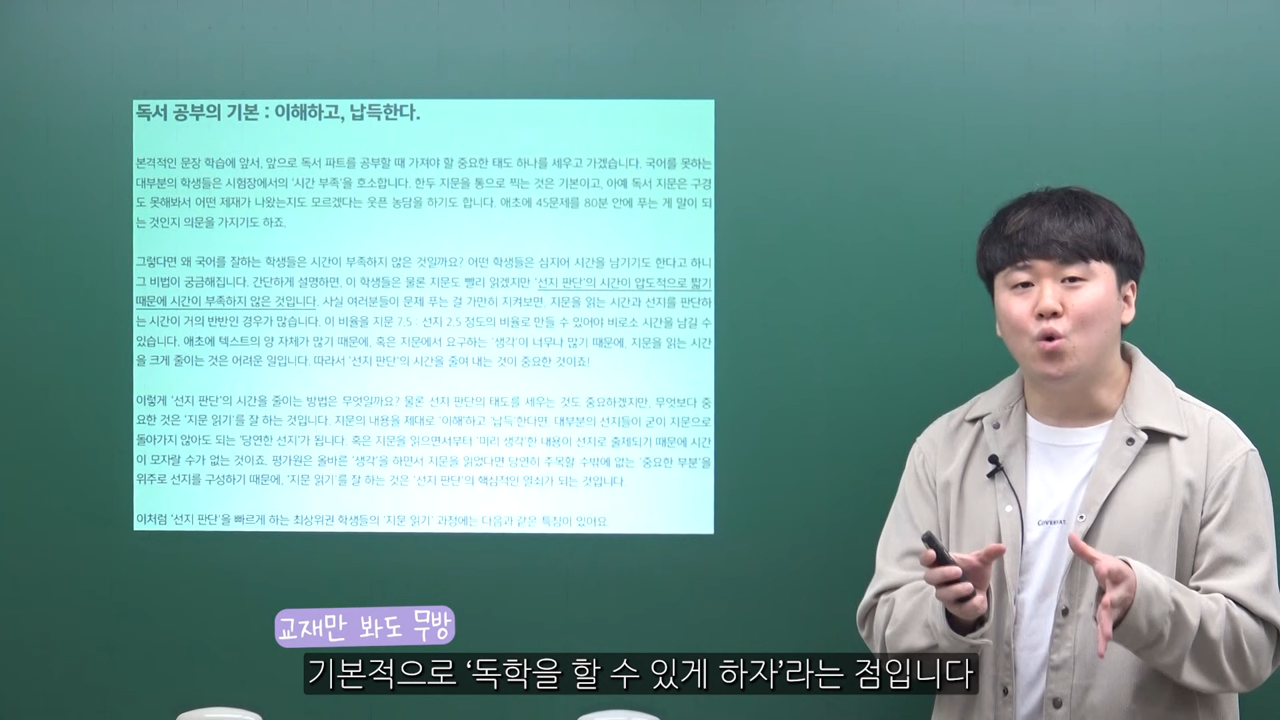 독서 공부의 기본 : 이해하고, 납득한다.
본격적인 문장 학습에 앞서, 앞으로 독서 파트를 공부할 때 가져야 할 중요한 태도 하나를 세우고 가겠습니다. 국어를 못하는
대부분의 학생들은 시험장에서의 '시간 부족'을 호소합니다. 한두 지문을 통으로 찍는 것은 기본이고, 아예 독서 지문은 구경
도 못해봐서 어떤 제재가 나왔는지도 모르겠다는 웃픈 농담을 하기도 합니다. 애초에 45문제를 80분 안에 푸는 게 말이 되
는 것인지 의문을 가지기도 하죠.
그렇다면 왜 국어를 잘하는 학생들은 시간이 부족하지 않은 것일까요? 어떤 학생들은 심지어 시간을 남기기도 한다고 하니
그 비법이 궁금해집니다. 간단하게 설명하면, 이 학생들은 물론 지문도 빨리 읽겠지만 '선지 판단'의 시간이 압도적으로 짧기
때문에 시간이 부족하지 않은 것입니다. 사실 여러분들이 문제 푸는 걸 가만히 지켜보면, 지문을 읽는 시간과 선지를 판단하
는 시간이 거의 반반인 경우가 많습니다. 이 비율을 지문 7.5 : 선지 2.5 정도의 비율로 만들 수 있어야 비로소 시간을 남길 수
있습니다. 애초에 텍스트의 양 자체가 많기 때문에, 혹은 지문에서 요구하는 '생각'이 너무나 많기 때문에, 지문을 읽는 시간
을 크게 줄이는 것은 어려운 일입니다. 따라서 '선지 판단'의 시간을 줄여 내는 것이 중요한 것이죠!
이렇게 '선지 판단'의 시간을 줄이는 방법은 무엇일까요? 물론 선지 판단의 태도를 세우는 것도 중요하겠지만, 무엇보다 중
요한 것은 '지문 읽기'를 잘 하는 것입니다. 지문의 내용을 제대로 '이해'하고 '납득'한다면, 대부분의 선지들이 굳이 지문으로
돌아가지 않아도 되는 '당연한 선지'가 됩니다. 혹은 지문을 읽으면서부터 '미리 생각'한 내용이 선지로 출제되기 때문에 시간
이 모자랄 수가 없는 것이죠. 평가원은 올바른 '생각'을 하면서 지문을 읽었다면 당연히 주목할 수밖에 없는 '중요한 부분'을
위주로 선지를 구성하기 때문에, '지문 읽기'를 잘 하는 것은 '선지 판단'의 핵심적인 열쇠가 되는 것입니다.
이처럼 '선지 판단'을 빠르게 하는 최상위권 학생들의 '지문 읽기' 과정에는 다음과 같은 특징이 있어요.
교재만 봐도 무방
기본적으로 '독학을 할 수 있게 하자'라는 점입니다